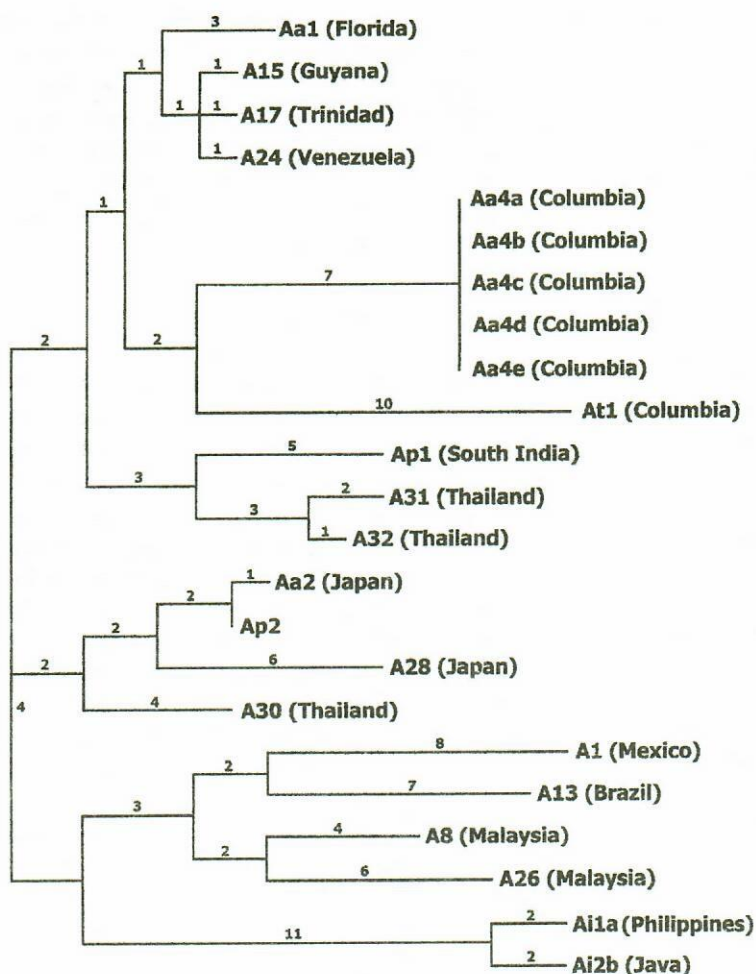 3
Aa1 (Florida)
1
1
A15 (Guyana)
1
1
A17 (Trinidad)
1
A24 (Venezuela)
1
Aa4a (Columbia)
Aa4b (Columbia)
7
Aa4c (Columbia)
Aa4d (Columbia)
2
2
Aa4e (Columbia)
10
At1 (Columbia)
5
Ap1 (South India)
3
2
A31 (Thailand)
3
1
A32 (Thailand)
1
Aa2 (Japan)
2
Ap2
2
6
A28 (Japan)
2
4
4
A30 (Thailand)
8
A1 (Mexico)
2
7
A13 (Brazil)
3
4
A8 (Malaysia)
2
6
A26 (Malaysia)
2
Ai1a (Philippines)
11
2
Ai2b (Java)